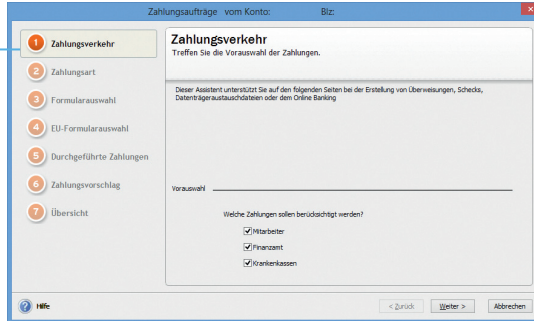 Zahlungsaufträge vom Konto: Blz:
1 Zahlungsverkehr
2 Zahlungsart
3 Formularauswahl
4 EU-Formularauswahl
5 Durchgeführte Zahlungen
6 Zahlungsvorschlag
7 Übersicht
Zahlungsverkehr
Treffen Sie die Vorauswahl der Zahlungen.
Dieser Assistent unterstützt Sie auf den folgenden Seiten bei der Erstellung von Überweisungen, Schecks,
Datenträgeraustauschdateien oder dem Online Banking
Vorauswahl
Welche Zahlungen sollen berücksichtigt werden?
Mitarbeiter
Finanzamt
Krankenkassen
Hilfe
< Zurück Weiter > Abbrechen